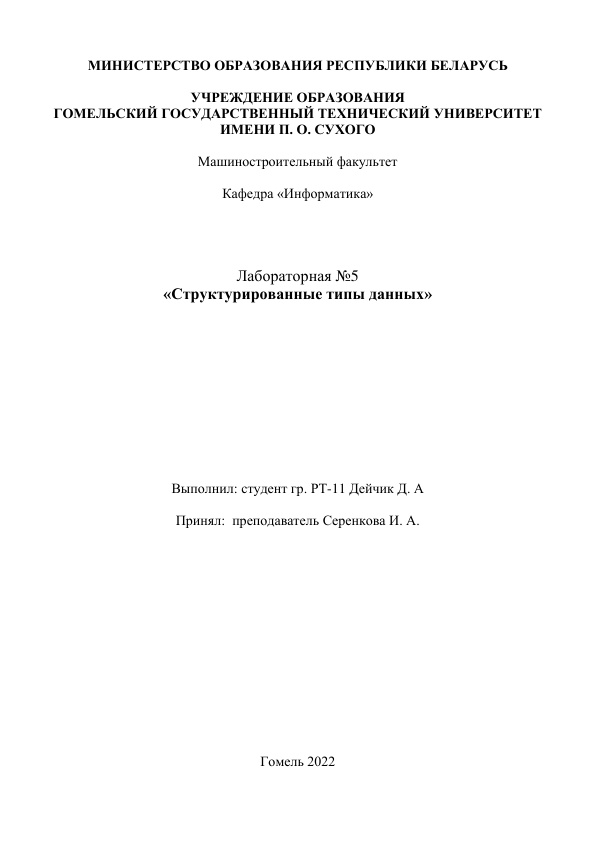 МИНИСТЕРСТВО ОБРАЗОВАНИЯ РЕСПУБЛИКИ БЕЛАРУСЬ
УЧРЕЖДЕНИЕ ОБРАЗОВАНИЯ
ГОМЕЛЬСКИЙ ГОСУДАРСТВЕННЫЙ ТЕХНИЧЕСКИЙ УНИВЕРСИТЕТ
ИМЕНИ П. О. СУХОГО
Машиностроительный факультет
Кафедра «Информатика»
Лабораторная №5
«Структурированные типы данных»
Выполнил: студент гр. РТ-11 Дейчик Д. А
Принял:  преподаватель Серенкова И. А.
Гомель 2022